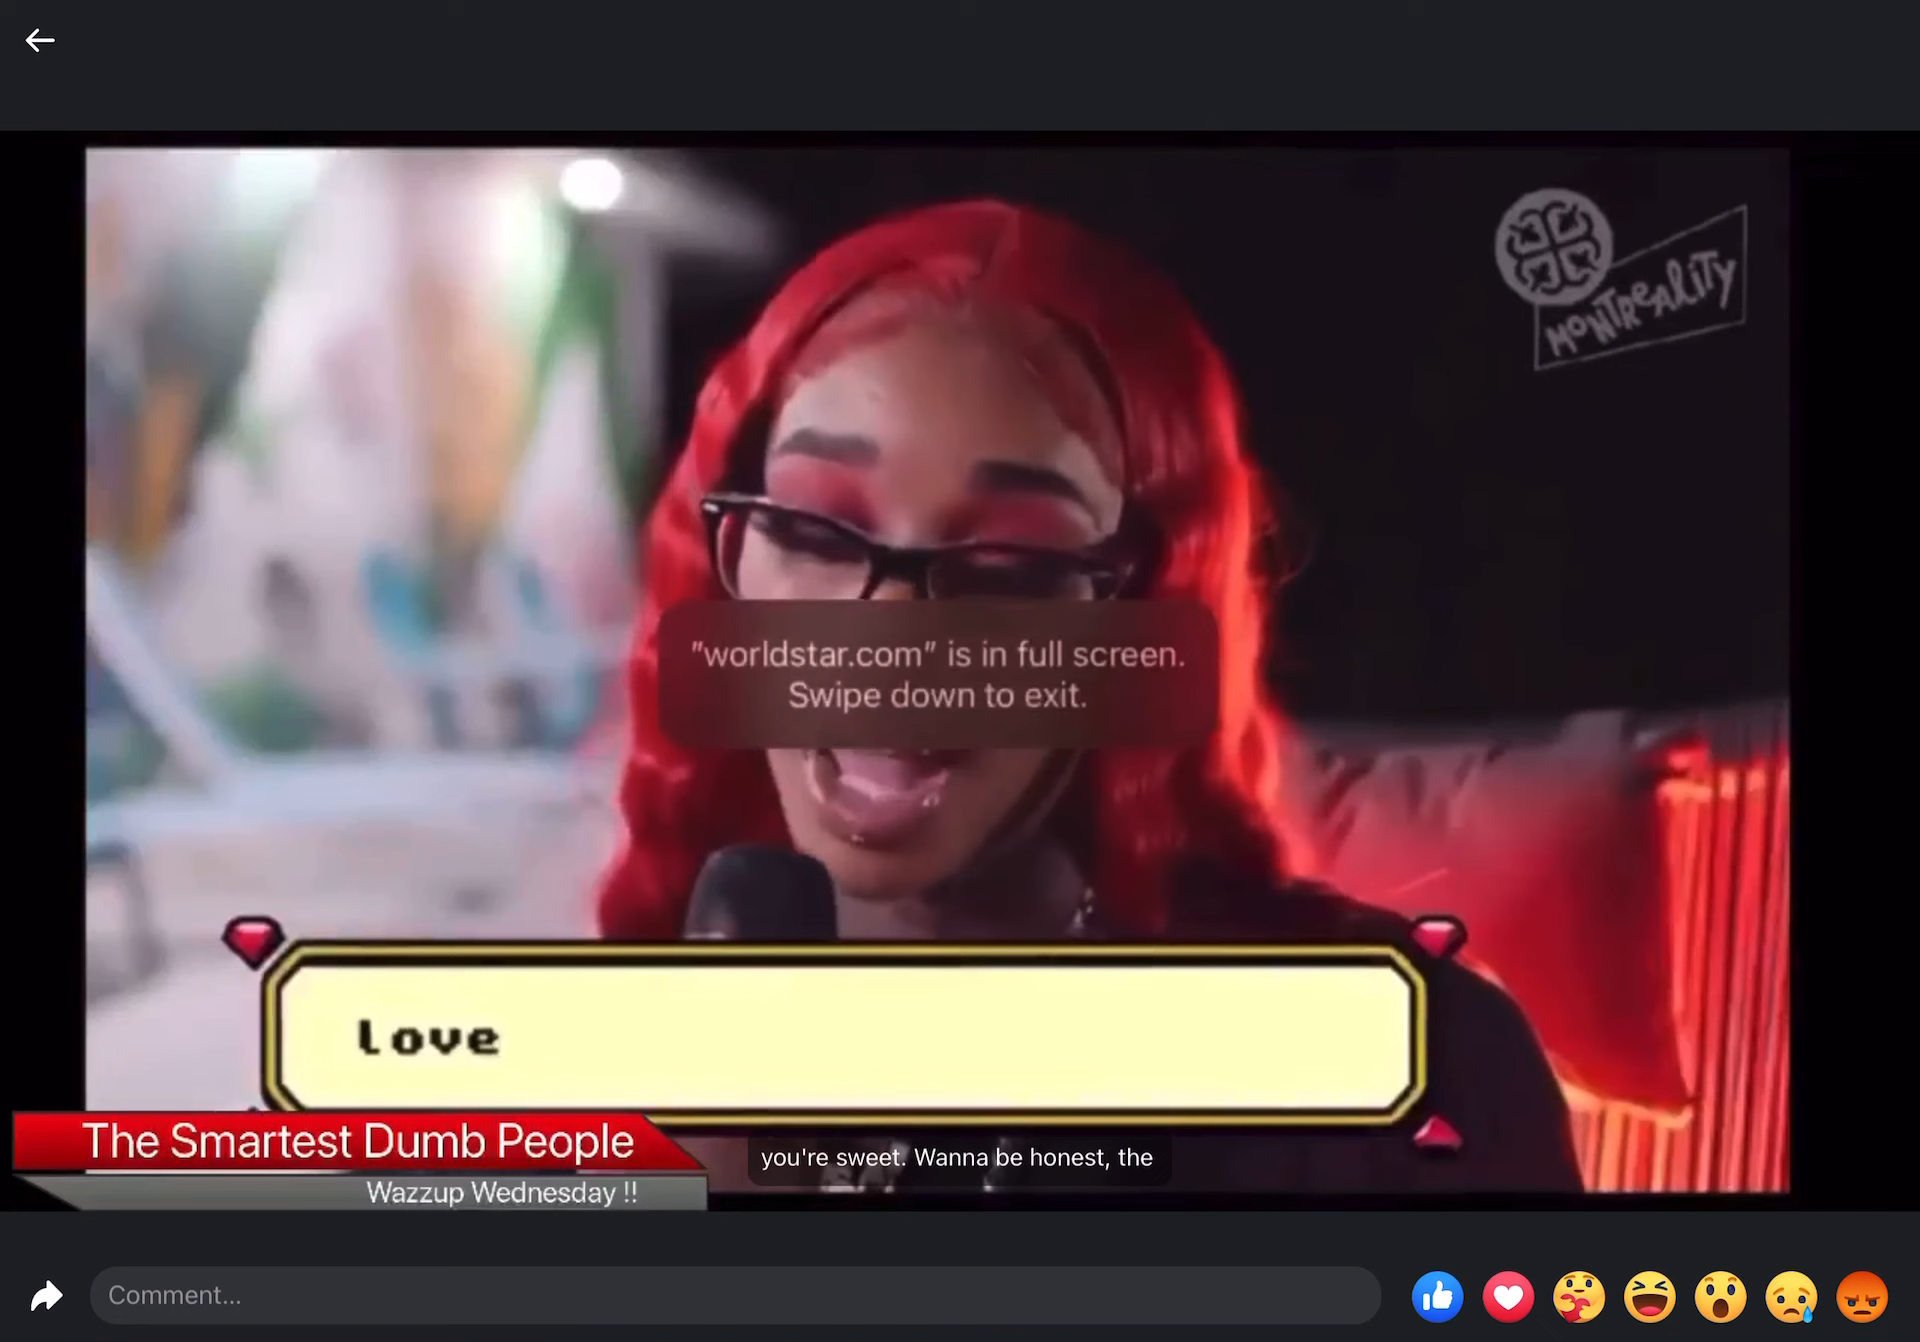 MONTREALITY
"worldstar.com" is in full screen.
Swipe down to exit.
Love
The Smartest Dumb People
you're sweet. Wanna be honest, the
Wazzup Wednesday !!
Comment...